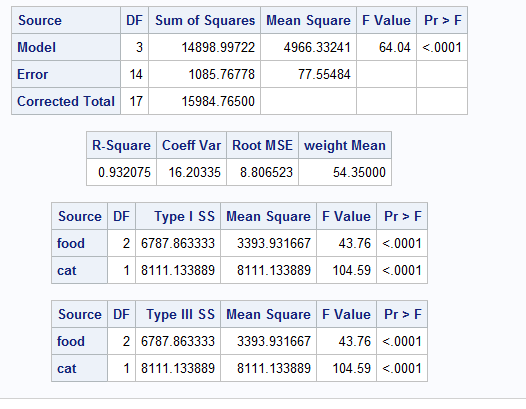 Source DF Sum of Squares Mean Square F Value Pr > F
Model 3 14898.99722 4966.33241 64.04 <.0001
Error 14 1085.76778 77.55484
Corrected Total 17 15984.76500
R-Square Coeff Var Root MSE weight Mean
0.932075 16.20335 8.806523 54.35000
Source DF Type I SS Mean Square F Value Pr > F
food 2 6787.863333 3393.931667 43.76 <.0001
cat 1 8111.133889 8111.133889 104.59 <.0001
Source DF Type III SS Mean Square F Value Pr > F
food 2 6787.863333 3393.931667 43.76 <.0001
cat 1 8111.133889 8111.133889 104.59 <.0001